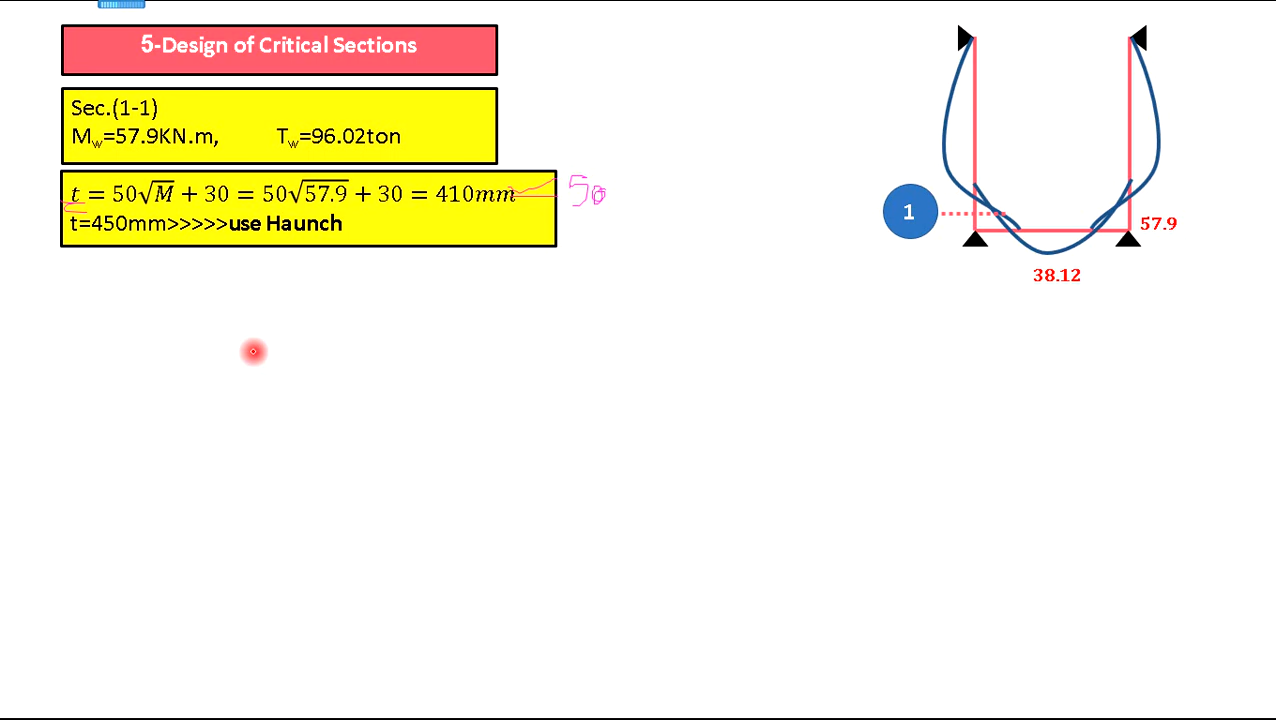 5-Design of Critical Sections
Sec.(1-1)
Mw=57.9KN.m, Tw=96.02ton
t = 50√M + 30 = 50√57.9 + 30 = 410mm 50
t=450mm>>>>>use Haunch
1
57.9
38.12